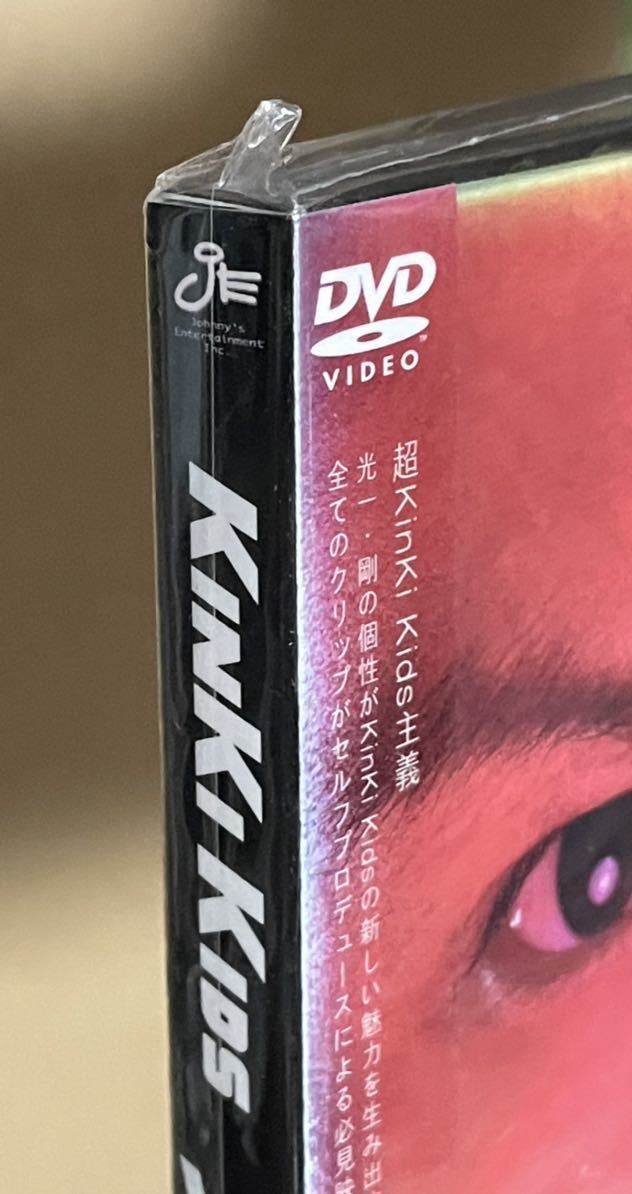 JE
Johnny's
Entertainment
Inc.
KINKI KIDS
DVD
VIDEO
TM
超KinKi Kids主義
光一・剛の個性がKinKi Kidsの新しい魅力を生み出
全てのクリップがセルフプロデュースによる必見